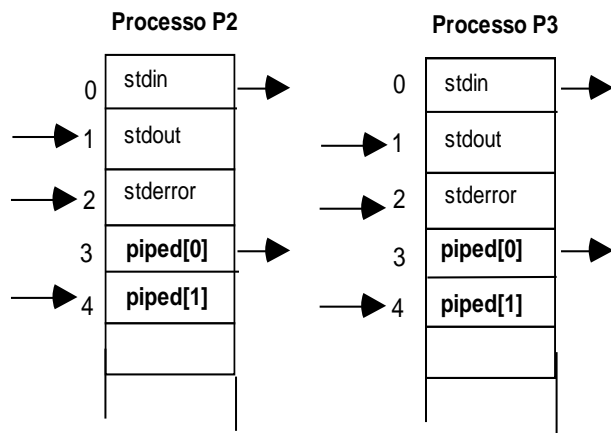 Processo P2
0 stdin
1 stdout
2 stderror
3 piped[0]
4 piped[1]
Processo P3
0 stdin
1 stdout
2 stderror
3 piped[0]
4 piped[1]